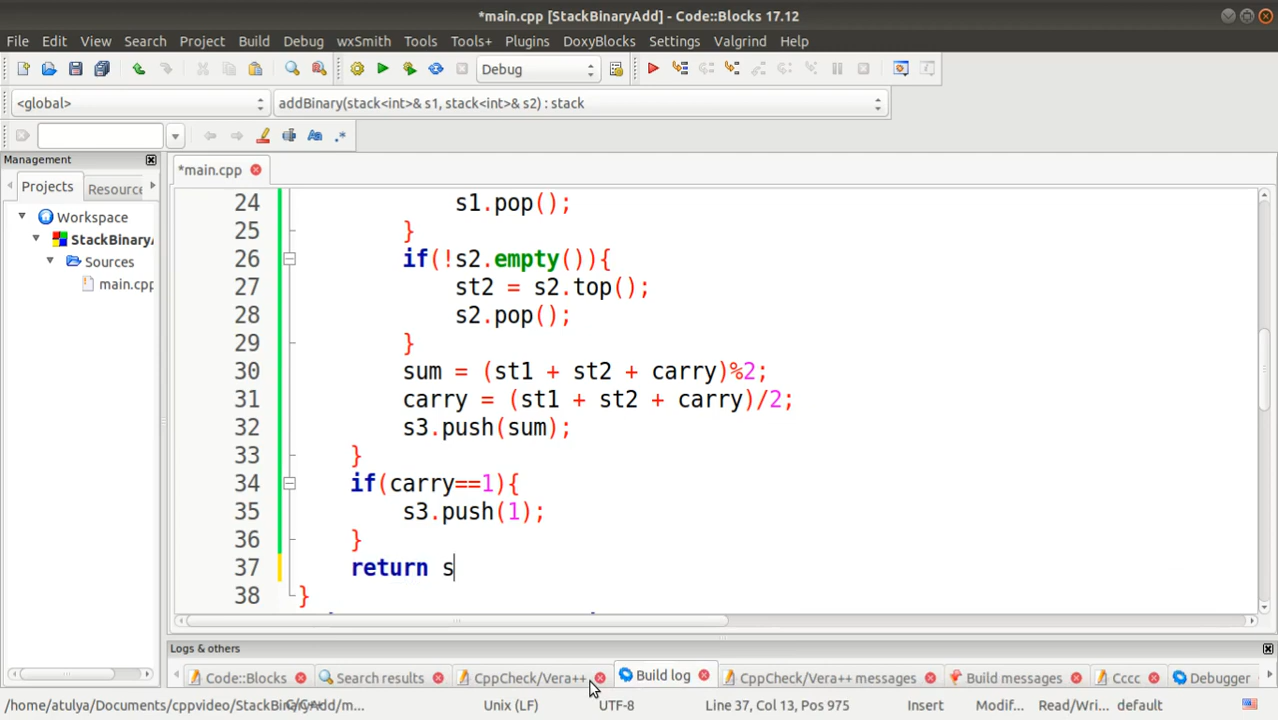 *main.cpp [StackBinaryAdd] - Code::Blocks 17.12
File Edit View Search Project Build Debug wxSmith Tools Tools+ Plugins DoxyBlocks Settings Valgrind Help
Debug
<global> addBinary(stack<int>& s1, stack<int>& s2) : stack
Management
Projects Resource
Workspace
StackBinaryA
Sources
main.cpp
*main.cpp
24 s1.pop();
25 }
26 if(!s2.empty()){
27 st2 = s2.top();
28 s2.pop();
29 }
30 sum = (st1 + st2 + carry)%2;
31 carry = (st1 + st2 + carry)/2;
32 s3.push(sum);
33 }
34 if(carry==1){
35 s3.push(1);
36 }
37 return s
38 }
Logs & others
Code::Blocks Search results CppCheck/Vera++ Build log CppCheck/Vera++ messages Build messages Cccc Debugger
/home/atulya/Documents/cppvideo/StackBinaryAdd/m... C/C++ Unix (LF) UTF-8 Line 37, Col 13, Pos 975 Insert Modif... Read/Wri... default